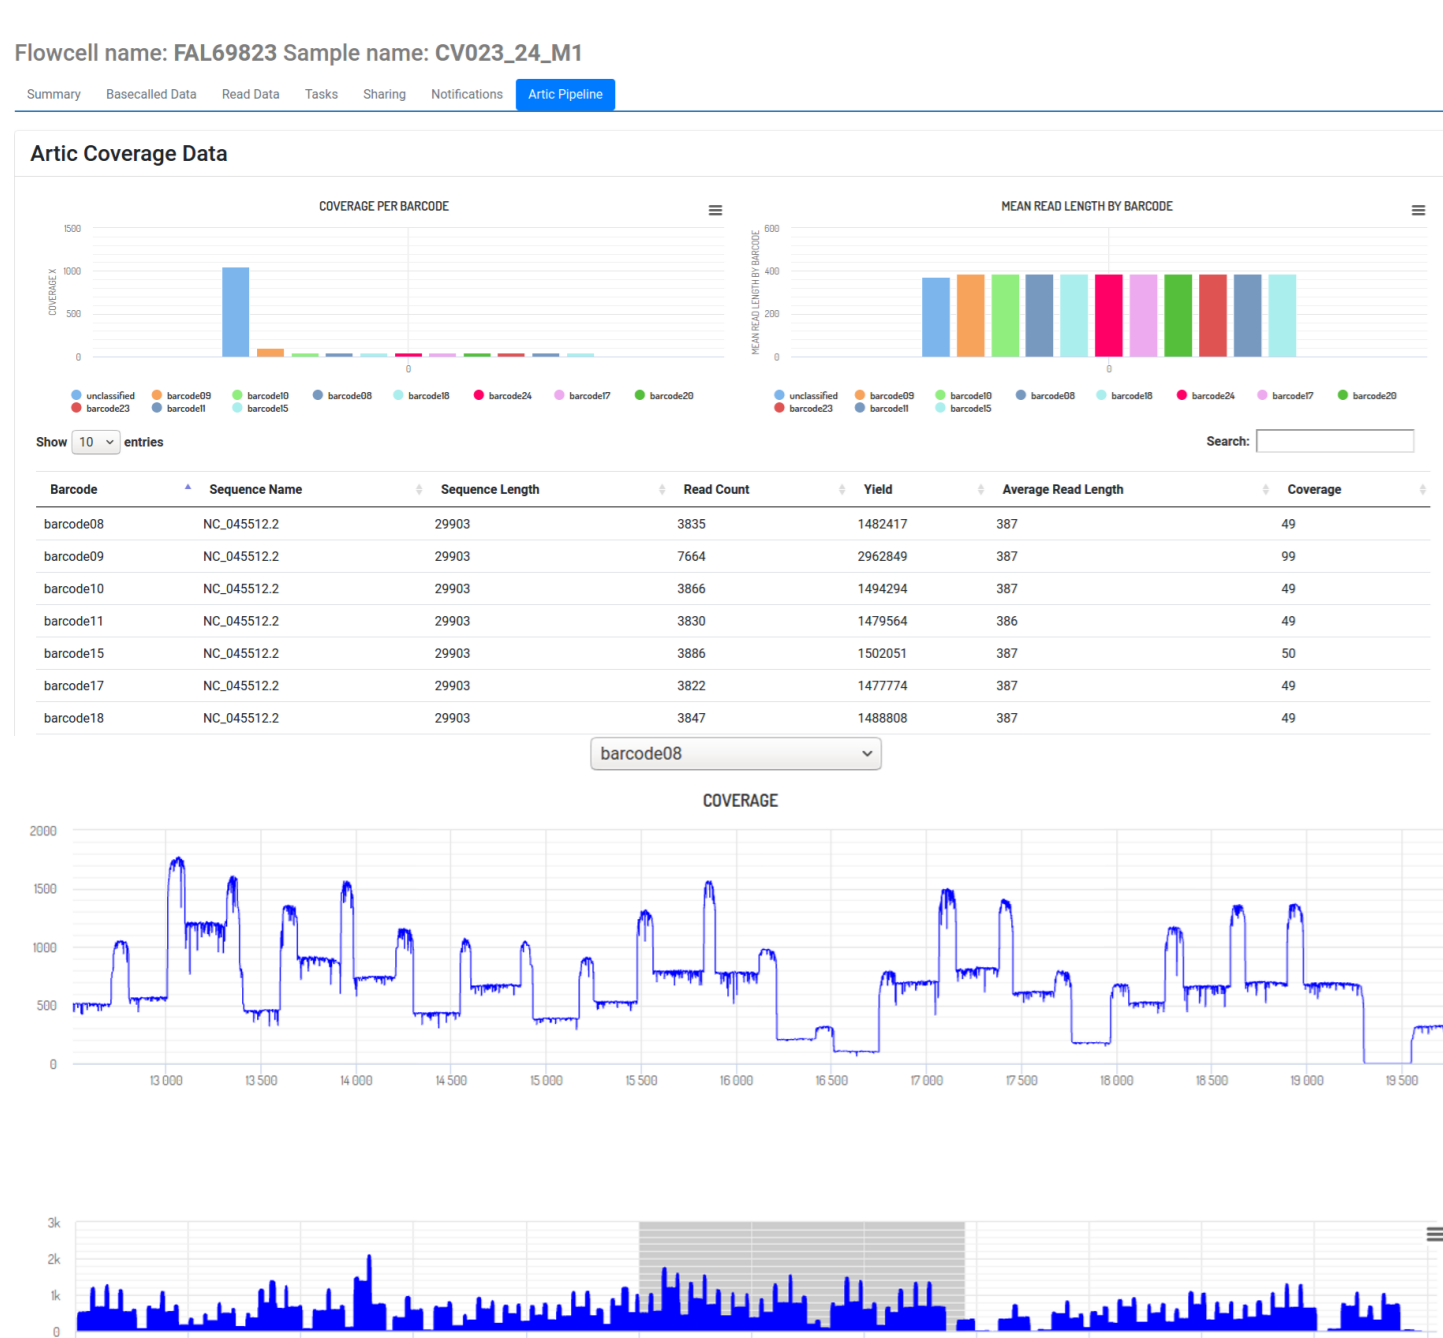 Flowcell name: FAL69823 Sample name: CV023_24_M1
Summary Basecalled Data Read Data Tasks Sharing Notifications Artic Pipeline
Artic Coverage Data
COVERAGE PER BARCODE
COVERAGE X
1500
1000
500
0
0
unclassified barcode09 barcode10 barcode08 barcode18 barcode24 barcode17 barcode20
barcode23 barcode11 barcode15
MEAN READ LENGTH BY BARCODE
MEAN READ LENGTH BY BARCODE
600
400
200
0
0
unclassified barcode09 barcode10 barcode08 barcode18 barcode24 barcode17 barcode20
barcode23 barcode11 barcode15
Show 10 entries
Search:
Barcode Sequence Name Sequence Length Read Count Yield Average Read Length Coverage
barcode08 NC_045512.2 29903 3835 1482417 387 49
barcode09 NC_045512.2 29903 7664 2962849 387 99
barcode10 NC_045512.2 29903 3866 1494294 387 49
barcode11 NC_045512.2 29903 3830 1479564 386 49
barcode15 NC_045512.2 29903 3886 1502051 387 50
barcode17 NC_045512.2 29903 3822 1477774 387 49
barcode18 NC_045512.2 29903 3847 1488808 387 49
barcode08
COVERAGE
2000
1500
1000
500
0
13 000 13 500 14 000 14 500 15 000 15 500 16 000 16 500 17 000 17 500 18 000 18 500 19 000 19 500
3k
2k
1k
0